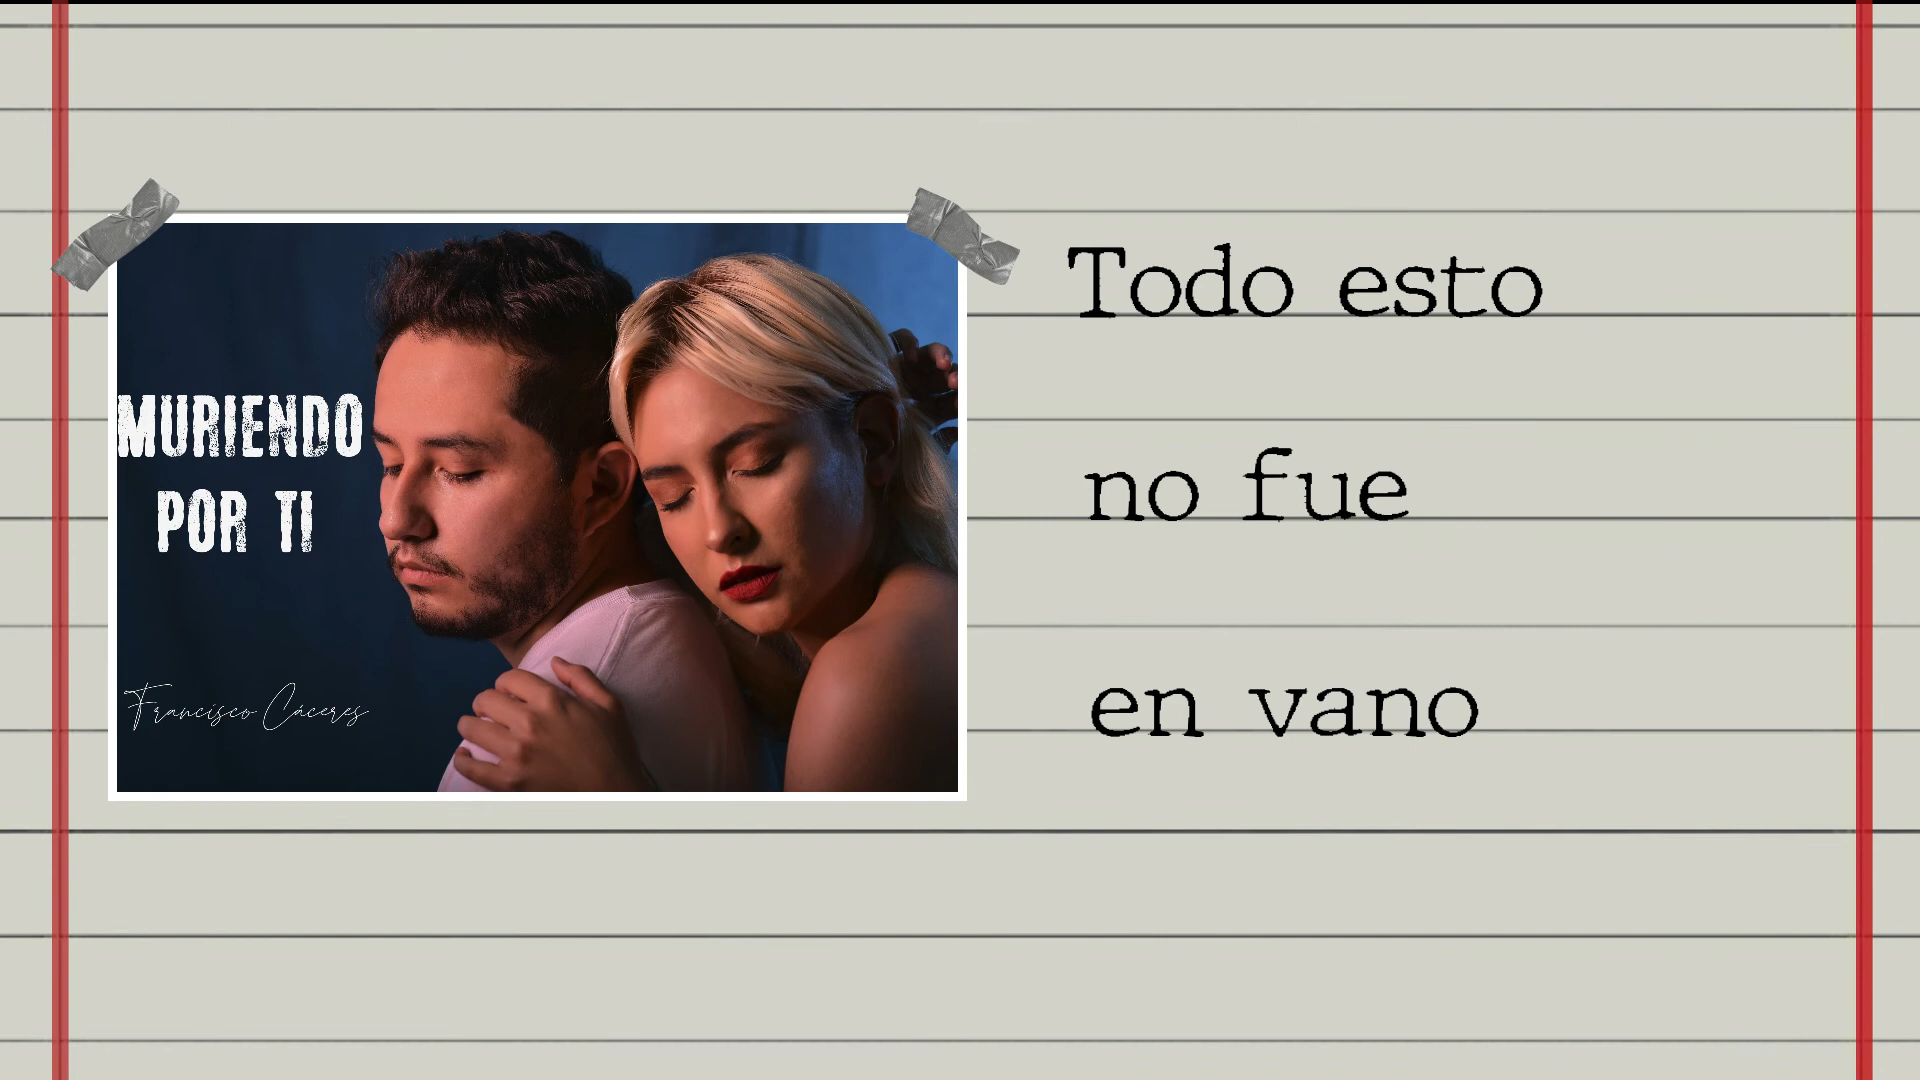 MURIENDO
POR TI
Francisco Cáceres
Todo esto
no fue
en vano